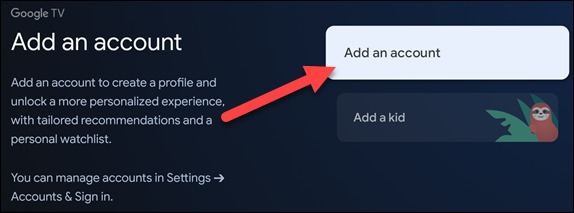 Google TV
Add an account
Add an account to create a profile and
unlock a more personalized experience,
with tailored recommendations and a
personal watchlist.
You can manage accounts in Settings →
Accounts & Sign in.
Add an account
Add a kid